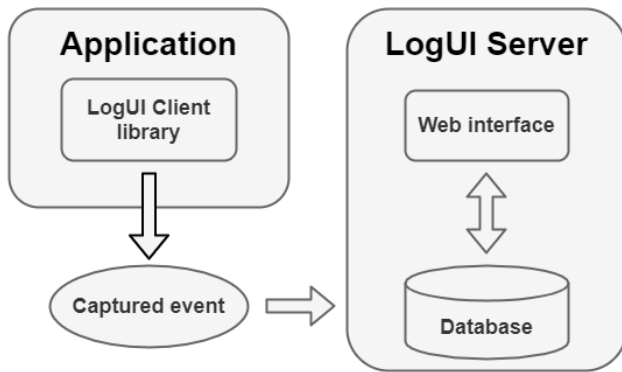 Application
LogUI Client
library
Captured event
LogUI Server
Web interface
Database